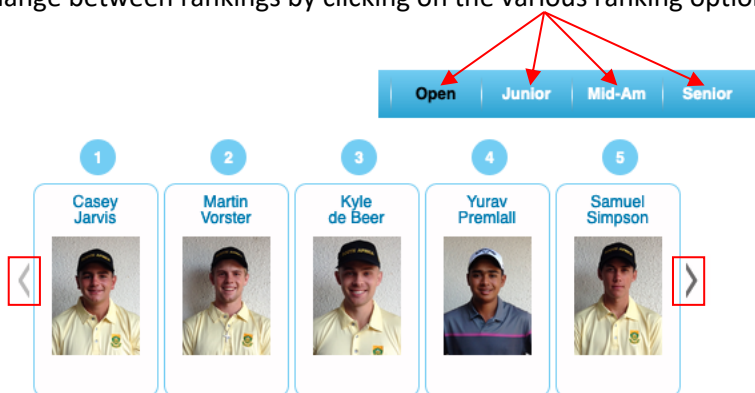 ange between rankings by clicking on the various ranking option
Open Junior Mid-Am Senior
1 2 3 4 5
Casey Martin Kyle Yurav Samuel
Jarvis Vorster de Beer Premlall Simpson